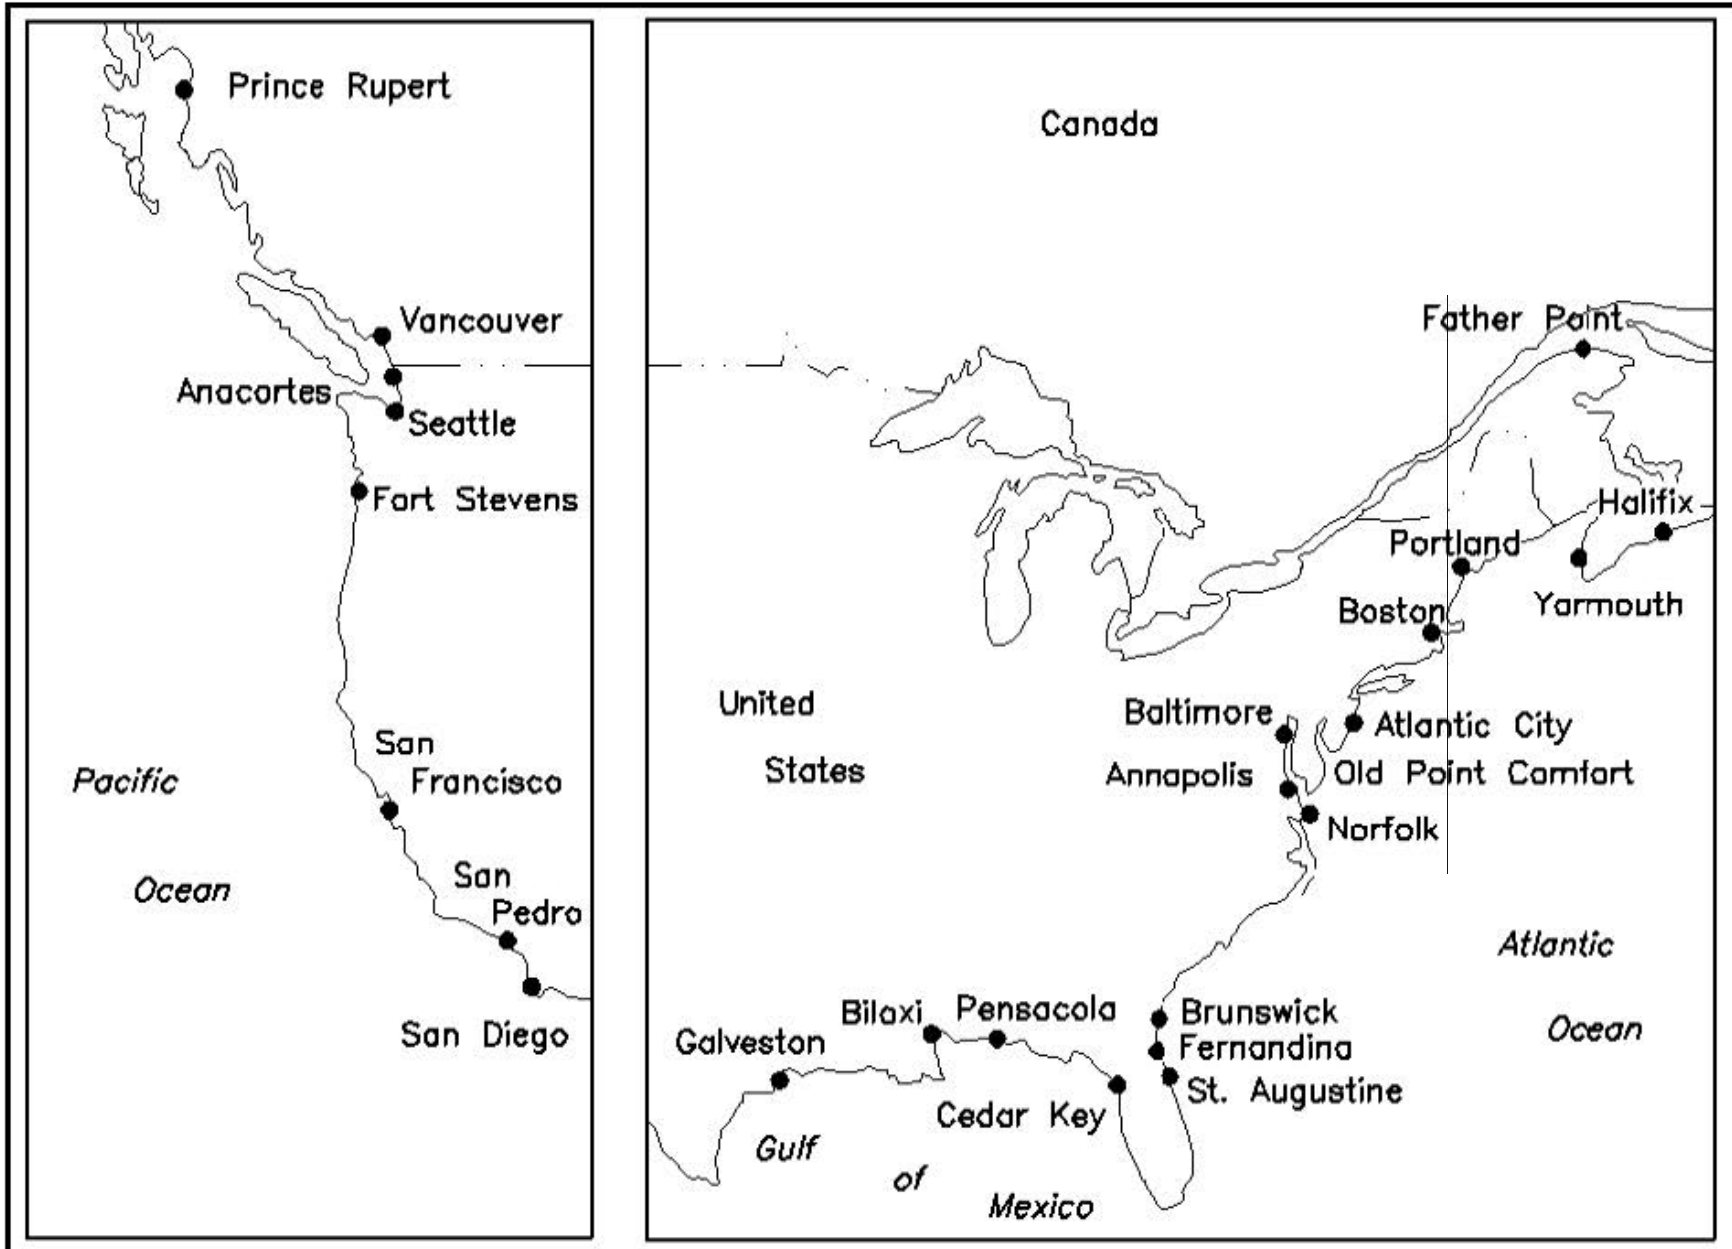 Prince Rupert
Vancouver
Anacortes
Seattle
Fort Stevens
San
Francisco
Pacific
Ocean
San
Pedro
San Diego
Canada
Father Point
Halifix
Portland
Yarmouth
Boston
United
States
Baltimore
Atlantic City
Annapolis
Old Point Comfort
Norfolk
Atlantic
Ocean
Biloxi
Pensacola
Brunswick
Galveston
Fernandina
St. Augustine
Cedar Key
Gulf
of
Mexico